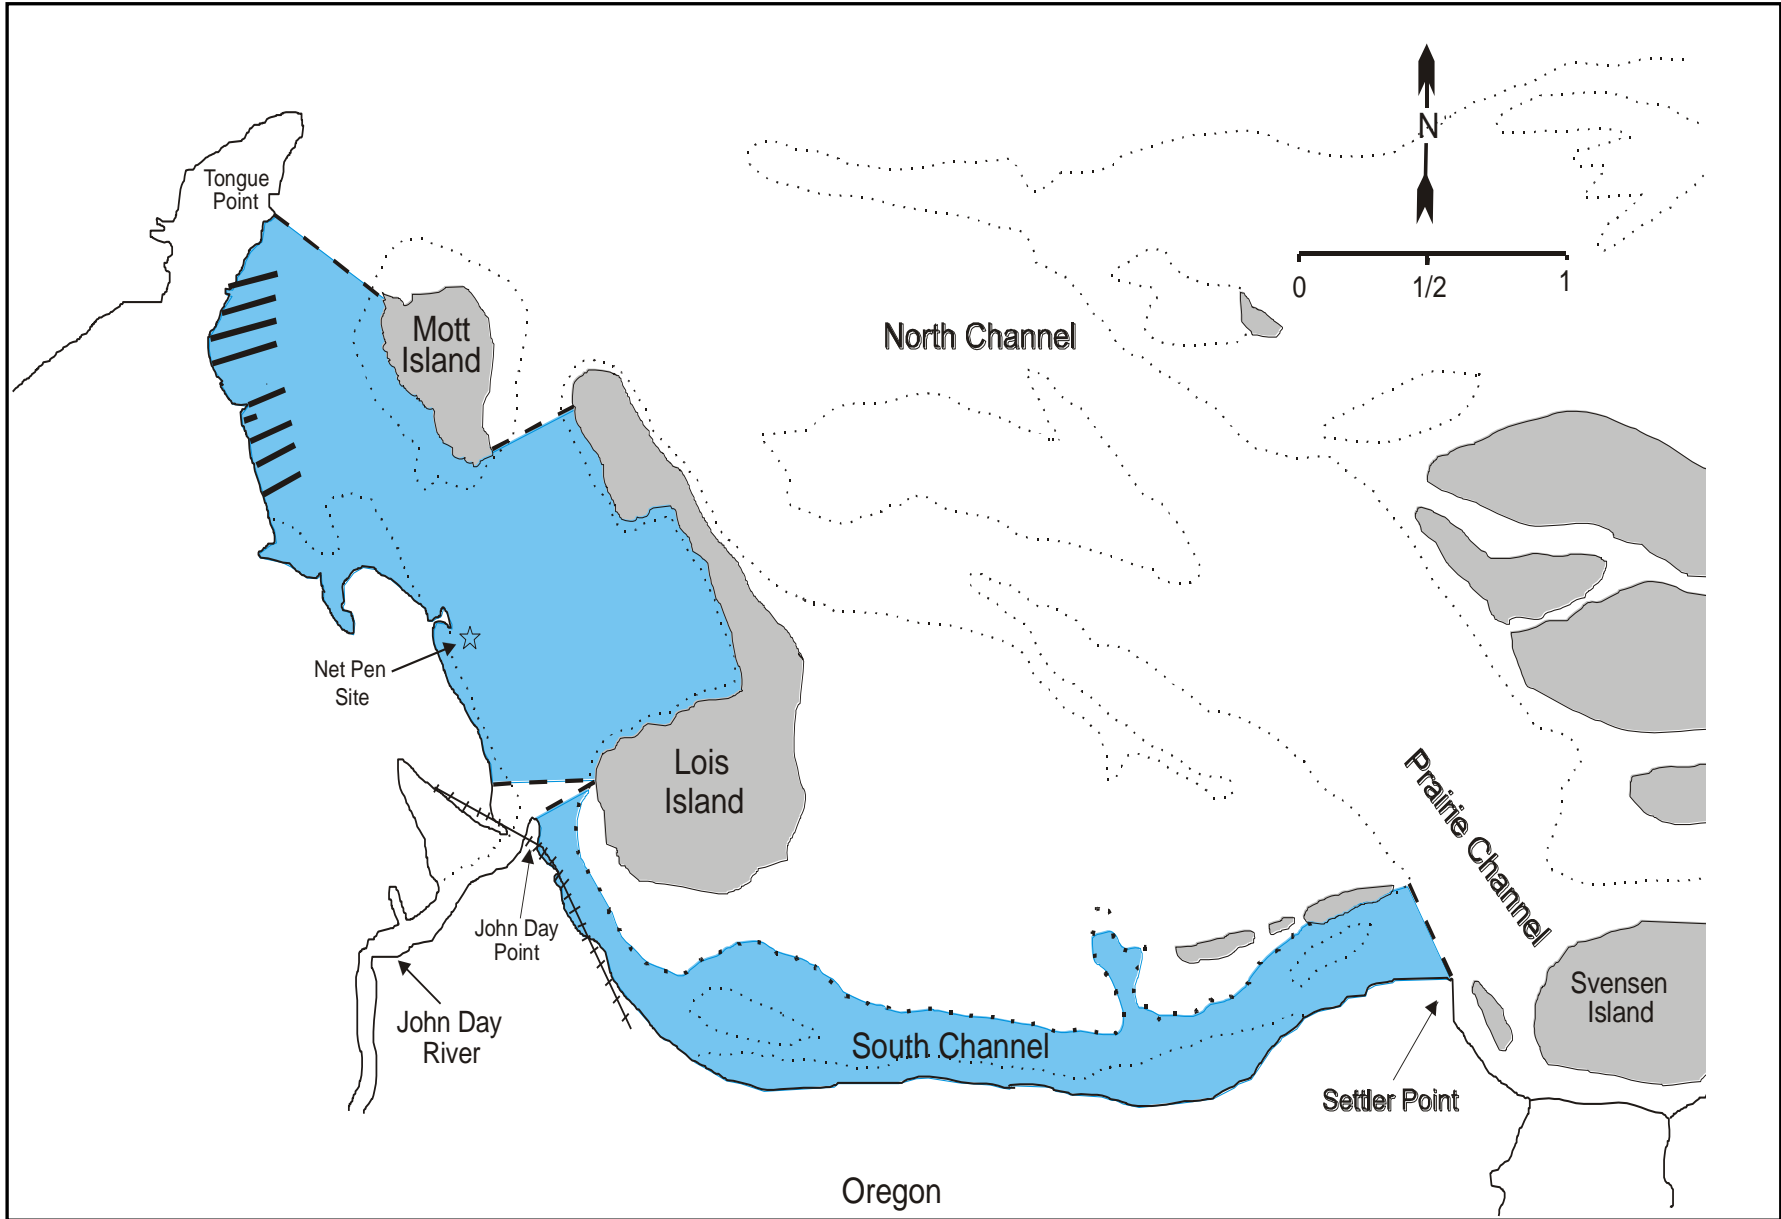 N
0
1/2
1
Tongue
Point
Mott
Island
North Channel
Net Pen
Site
Lois
Island
Prairie Channel
John Day
Point
John Day
River
South Channel
Svensen
Island
Settler Point
Oregon